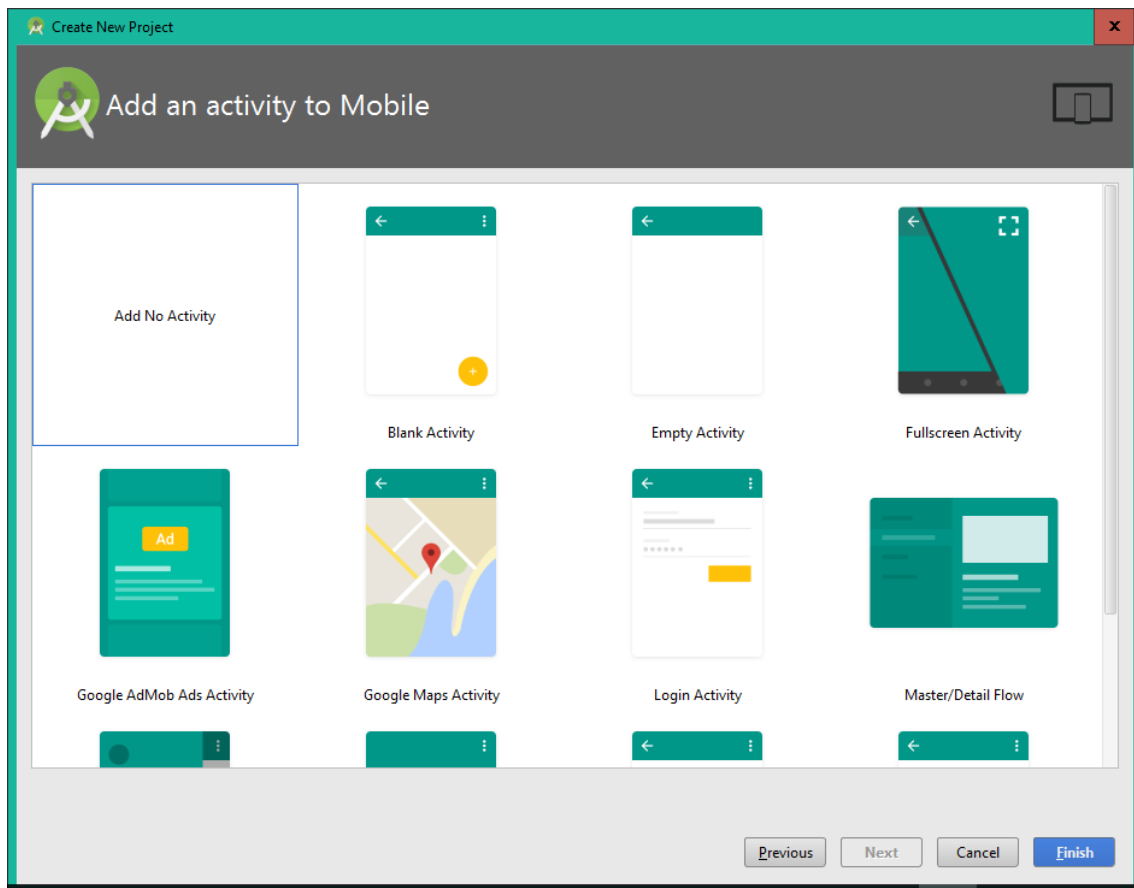 Create New Project
x
Add an activity to Mobile
Add No Activity
Blank Activity
Empty Activity
Fullscreen Activity
Ad
Google AdMob Ads Activity
Google Maps Activity
Login Activity
Master/Detail Flow
Previous
Next
Cancel
Finish